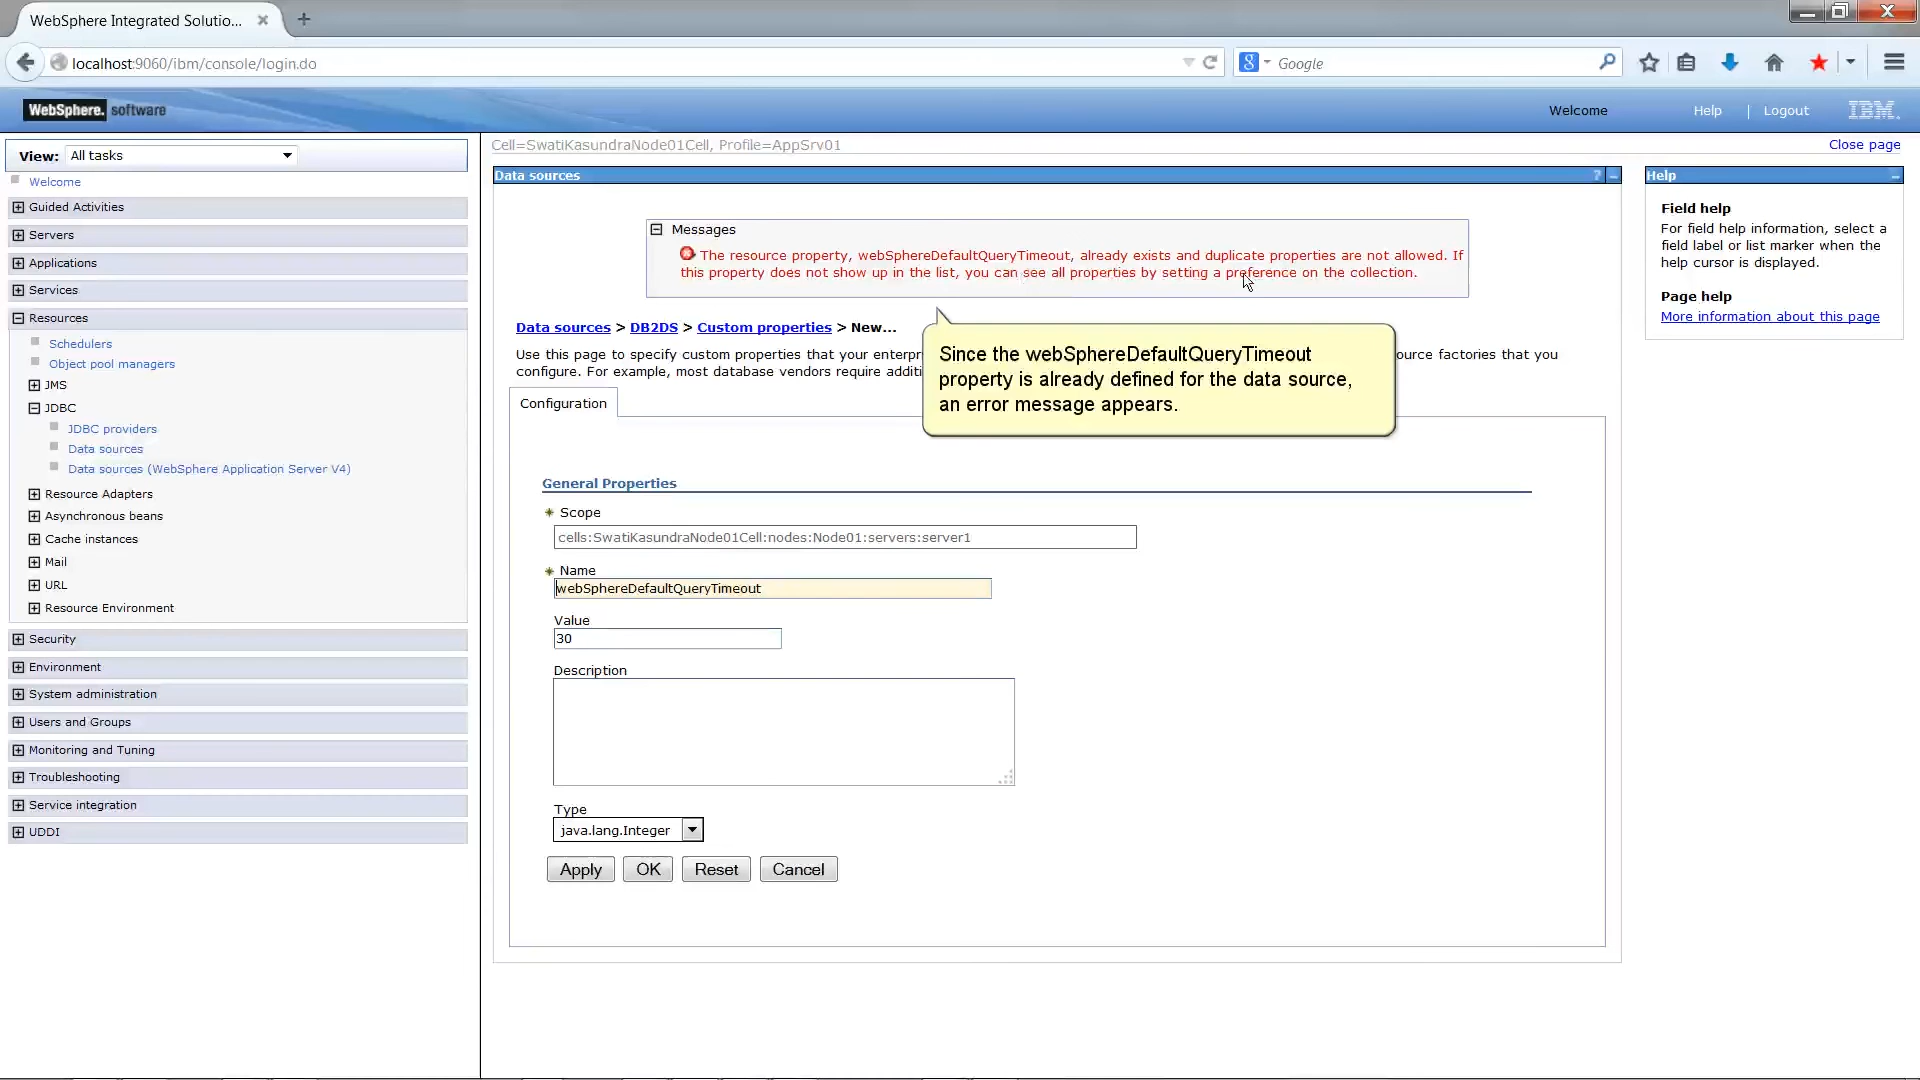 WebSphere Integrated Solutio...
localhost:9060/ibm/console/login.do
Google
WebSphere. software
Welcome
Help | Logout
IBM.
View: All tasks
Welcome
Guided Activities
Servers
Applications
Services
Resources
Schedulers
Object pool managers
JMS
JDBC
JDBC providers
Data sources
Data sources (WebSphere Application Server V4)
Resource Adapters
Asynchronous beans
Cache instances
Mail
URL
Resource Environment
Security
Environment
System administration
Users and Groups
Monitoring and Tuning
Troubleshooting
Service integration
UDDI
Cell=SwatiKasundraNode01Cell, Profile=AppSrv01
Close page
Data sources
?
Messages
The resource property, webSphereDefaultQueryTimeout, already exists and duplicate properties are not allowed. If
this property does not show up in the list, you can see all properties by setting a preference on the collection.
Data sources > DB2DS > Custom properties > New...
Use this page to specify custom properties that your enterpr
ource factories that you
configure. For example, most database vendors require additi
Since the webSphereDefaultQueryTimeout
property is already defined for the data source,
an error message appears.
Configuration
General Properties
Scope
cells:SwatiKasundraNode01Cell:nodes:Node01:servers:server1
Name
webSphereDefaultQueryTimeout
Value
30
Description
Type
java.lang.Integer
Apply
OK
Reset
Cancel
Help
Field help
For field help information, select a
field label or list marker when the
help cursor is displayed.
Page help
More information about this page